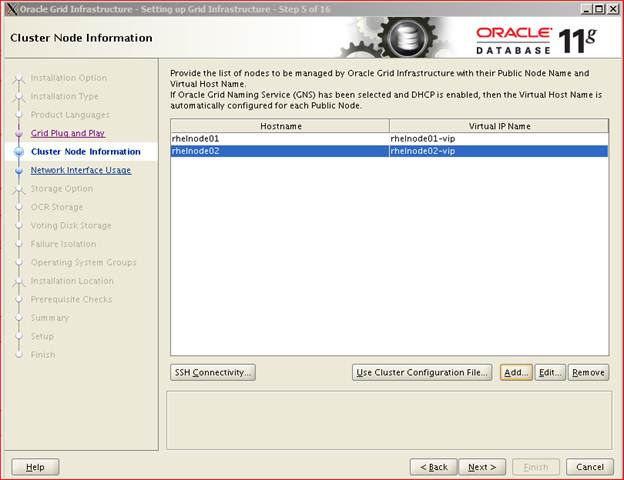 Oracle Grid Infrastructure - Setting up Grid Infrastructure - Step 5 of 16
Cluster Node Information
ORACLE
DATABASE 11g
Installation Option
Installation Type
Product Languages
Grid Plug and Play
Cluster Node Information
Network Interface Usage
Storage Option
OCR Storage
Voting Disk Storage
Failure Isolation
Operating System Groups
Installation Location
Prerequisite Checks
Summary
Setup
Finish
Provide the list of nodes to be managed by Oracle Grid Infrastructure with their Public Node Name and
Virtual Host Name.
If Oracle Grid Naming Service (GNS) has been selected and DHCP is enabled, then the Virtual Host Name is
automatically configured for each Public Node.
Hostname Virtual IP Name
rhelnode01 rhelnode01-vip
rhelnode02 rhelnode02-vip
SSH Connectivity... Use Cluster Configuration File... Add... Edit... Remove
Help < Back Next > Finish Cancel